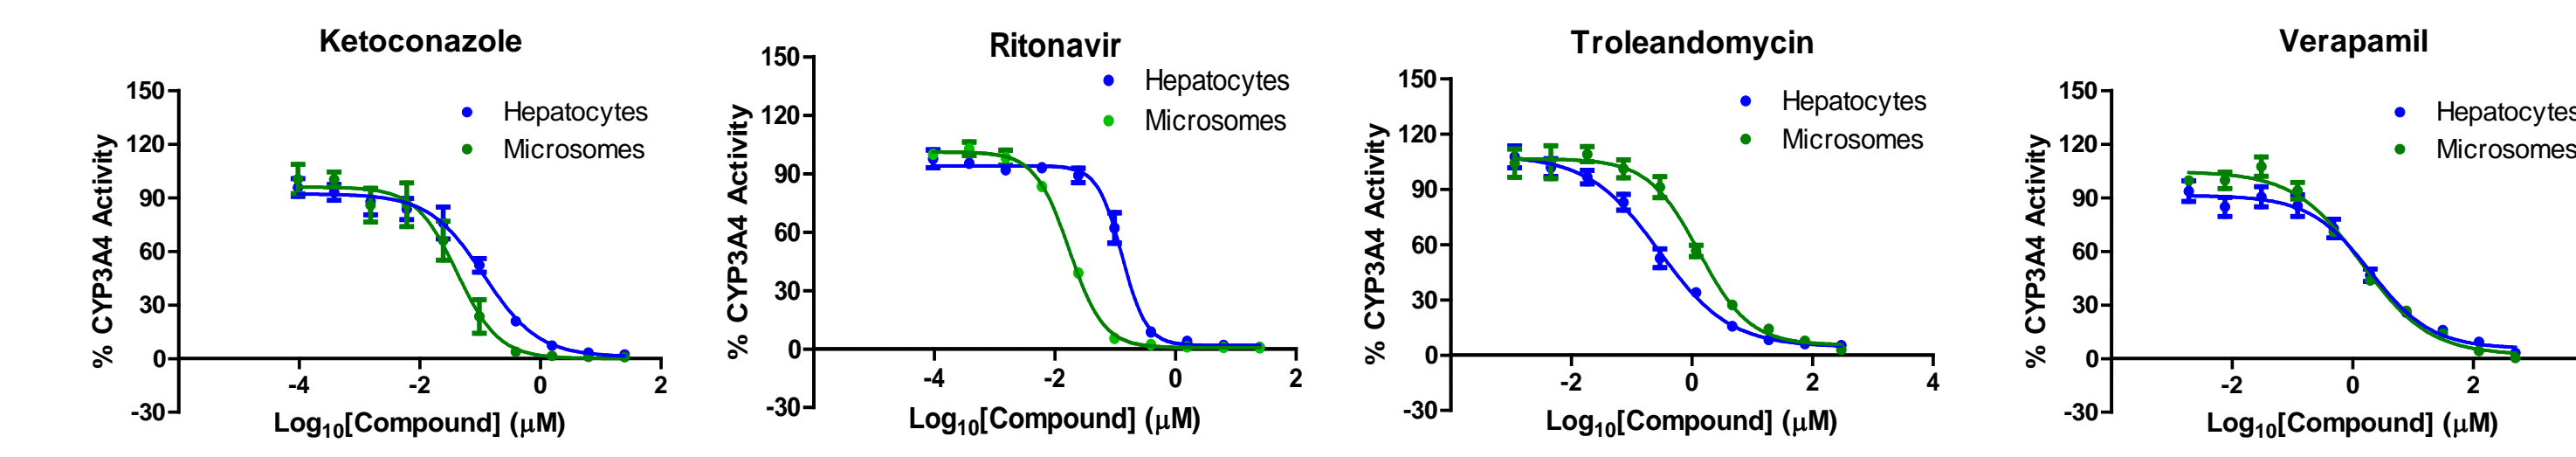 Ketoconazole
% CYP3A4 Activity
150
120
90
60
30
0
-30
Hepatocytes
Microsomes
-4
-2
0
2
Log10[Compound] (μM)
Ritonavir
% CYP3A4 Activity
150
120
90
60
30
0
-30
Hepatocytes
Microsomes
-4
-2
0
2
Log10[Compound] (μM)
Troleandomycin
% CYP3A4 Activity
150
120
90
60
30
0
-30
Hepatocytes
Microsomes
-2
0
2
4
Log10[Compound] (μM)
Verapamil
% CYP3A4 Activity
150
120
90
60
30
0
-30
Hepatocytes
Microsomes
-2
0
2
Log10[Compound] (μM)